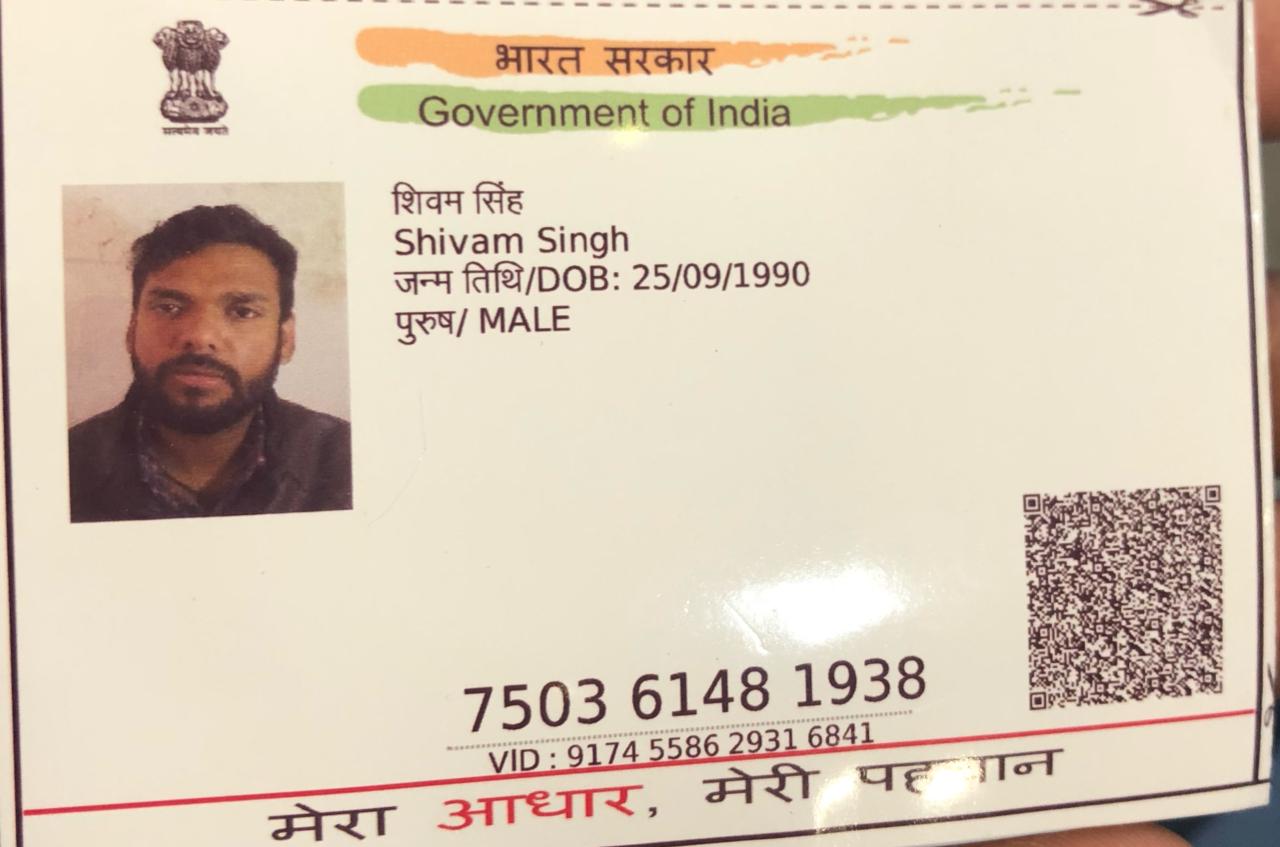 सत्यमेव जयते
भारत सरकार
Government of India
शिवम सिंह
Shivam Singh
जन्म तिथि/DOB: 25/09/1990
पुरुष/ MALE
7503 6148 1938
VID : 9174 5586 2931 6841
मेरा आधार, मेरी